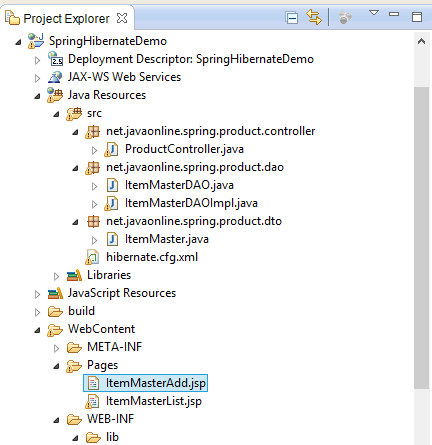 Project Explorer
SpringHibernateDemo
Deployment Descriptor: SpringHibernateDemo
JAX-WS Web Services
Java Resources
src
net.javaonline.spring.product.controller
ProductController.java
net.javaonline.spring.product.dao
ItemMasterDAO.java
ItemMasterDAOImpl.java
net.javaonline.spring.product.dto
ItemMaster.java
hibernate.cfg.xml
Libraries
JavaScript Resources
build
WebContent
META-INF
Pages
ItemMasterAdd.jsp
ItemMasterList.jsp
WEB-INF
lib